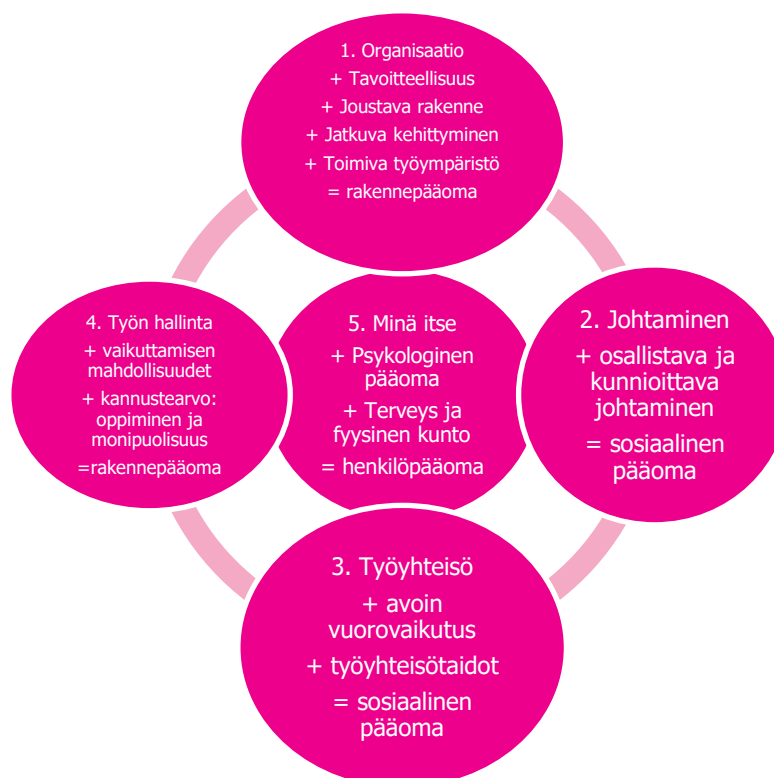 1. Organisaatio
+ Tavoitteellisuus
+ Joustava rakenne
+ Jatkuva kehittyminen
+ Toimiva työympäristö
= rakennepääoma
2. Johtaminen
+ osallistava ja
kunnioittava
johtaminen
= sosiaalinen
pääoma
3. Työyhteisö
+ avoin
vuorovaikutus
+ työyhteisötaidot
= sosiaalinen
pääoma
4. Työn hallinta
+ vaikuttamisen
mahdollisuudet
+ kannustearvo:
oppiminen ja
monipuolisuus
=rakennepääoma
5. Minä itse
+ Psykologinen
pääoma
+ Terveys ja
fyysinen kunto
= henkilöpääoma